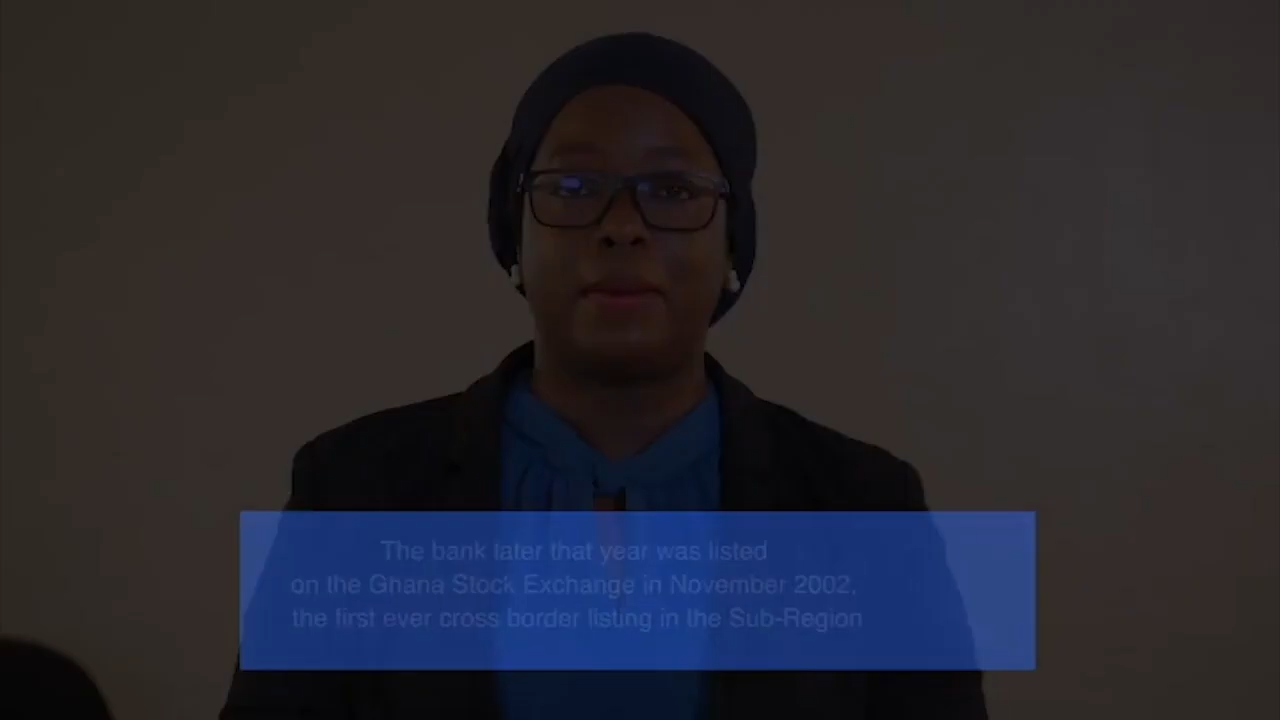 The bank later that year was listed
on the Ghana Stock Exchange in November 2002,
the first ever cross border listing in the Sub-Region